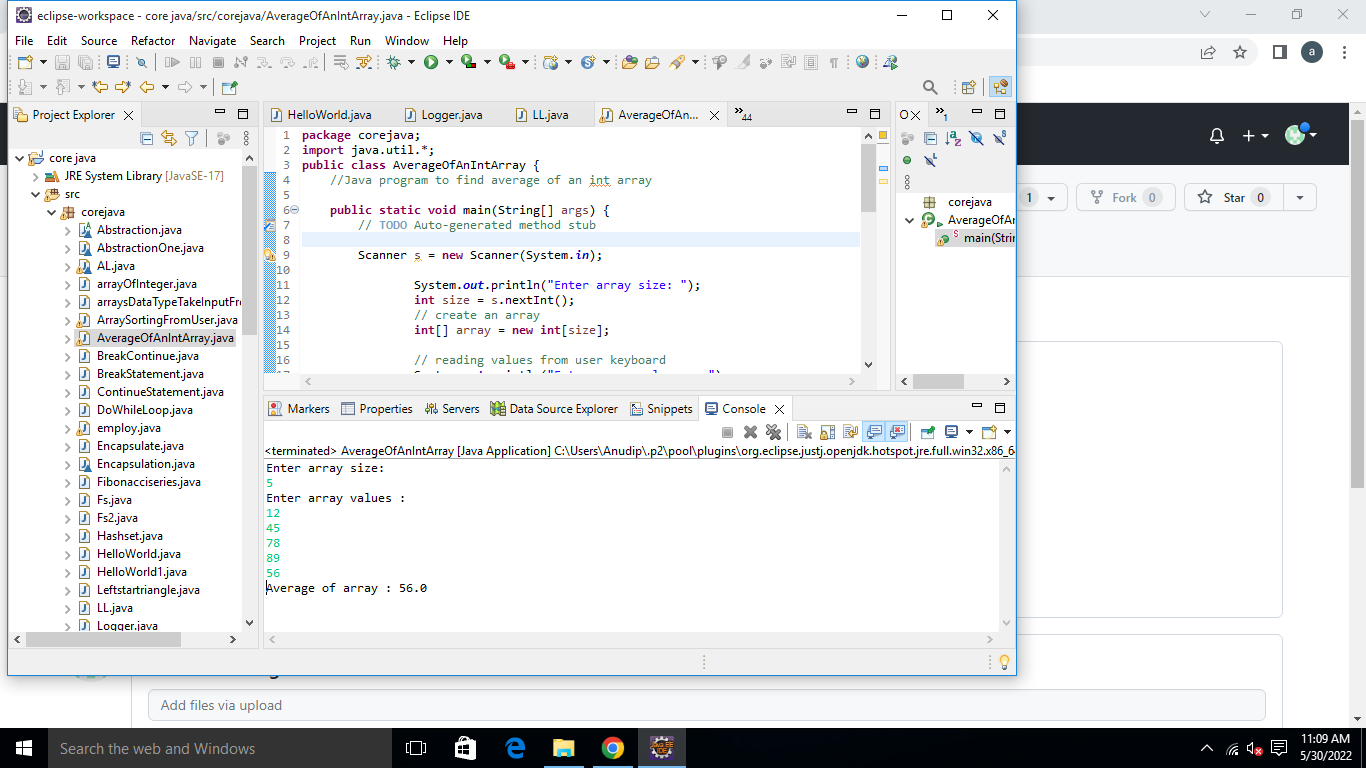 eclipse-workspace - core java/src/corejava/AverageOfAnIntArray.java - Eclipse IDE
File Edit Source Refactor Navigate Search Project Run Window Help
Project Explorer
core java
JRE System Library [JavaSE-17]
src
corejava
Abstraction.java
AbstractionOne.java
AL.java
arrayOfInteger.java
arraysDataTypeTakeInputFr
ArraySortingFromUser.java
AverageOfAnIntArray.java
BreakContinue.java
BreakStatement.java
ContinueStatement.java
DoWhileLoop.java
employ.java
Encapsulate.java
Encapsulation.java
Fibonacciseries.java
Fs.java
Fs2.java
Hashset.java
HelloWorld.java
HelloWorld1.java
Leftstartriangle.java
LL.java
Logger.java
HelloWorld.java Logger.java LL.java AverageOfAn... 44
1 package corejava;
2 import java.util.*;
3 public class AverageOfAnIntArray {
4 //Java program to find average of an int array
5
6 public static void main(String[] args) {
7 // TODO Auto-generated method stub
8
9 Scanner s = new Scanner(System.in);
10
11 System.out.println("Enter array size: ");
12 int size = s.nextInt();
13 // create an array
14 int[] array = new int[size];
15
16 // reading values from user keyboard
O 1
corejava
AverageOfAr
main(Strin
Markers Properties Servers Data Source Explorer Snippets Console
<terminated> AverageOfAnIntArray [Java Application] C:\Users\Anudip\.p2\pool\plugins\org.eclipse.justj.openjdk.hotspot.jre.full.win32.x86_64
Enter array size:
5
Enter array values :
12
45
78
89
56
Average of array : 56.0
a
1
Fork 0
Star 0
Add files via upload
Search the web and Windows
11:09 AM
5/30/2022